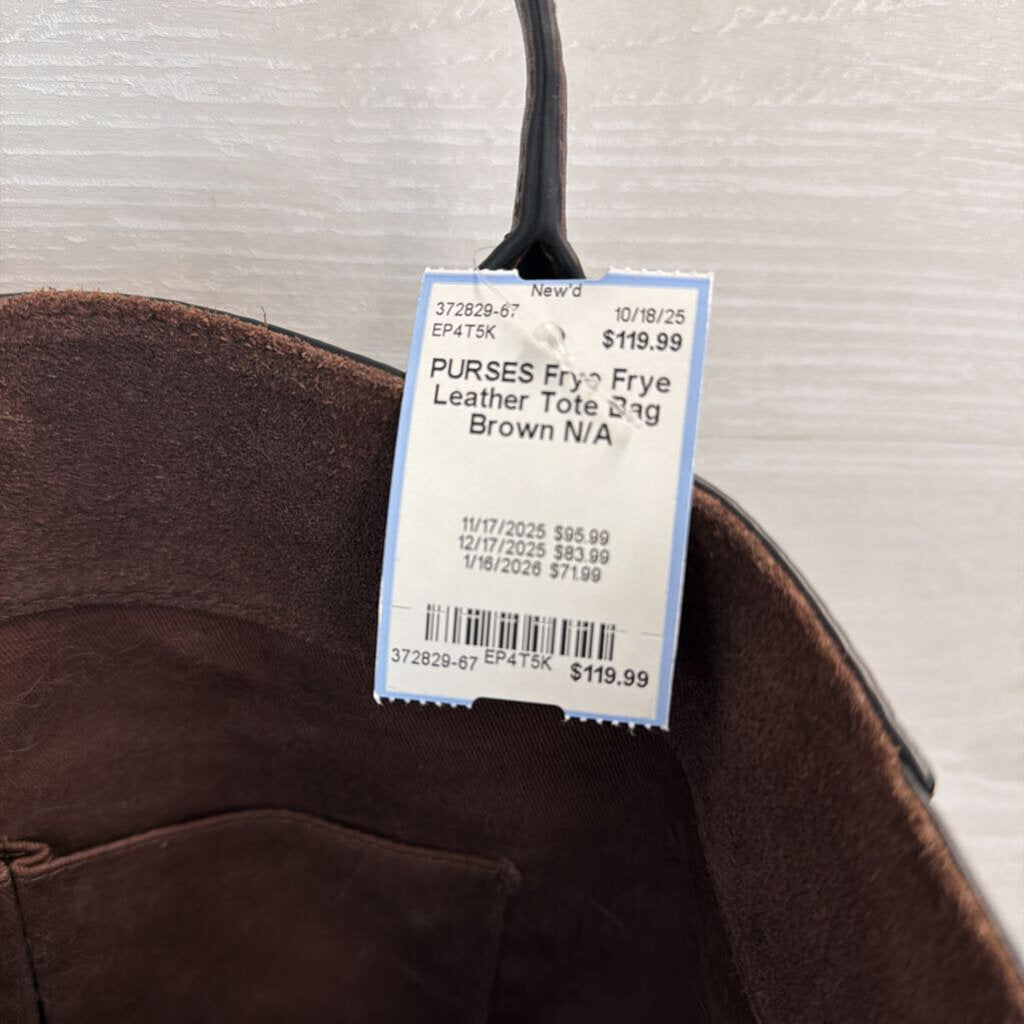 New'd
372829-67 10/18/25
EP4T5K $119.99
PURSES Frye Frye
Leather Tote Bag
Brown N/A
11/17/2025 $95.99
12/17/2025 $83.99
1/16/2026 $71.99
372829-67 EP4T5K $119.99